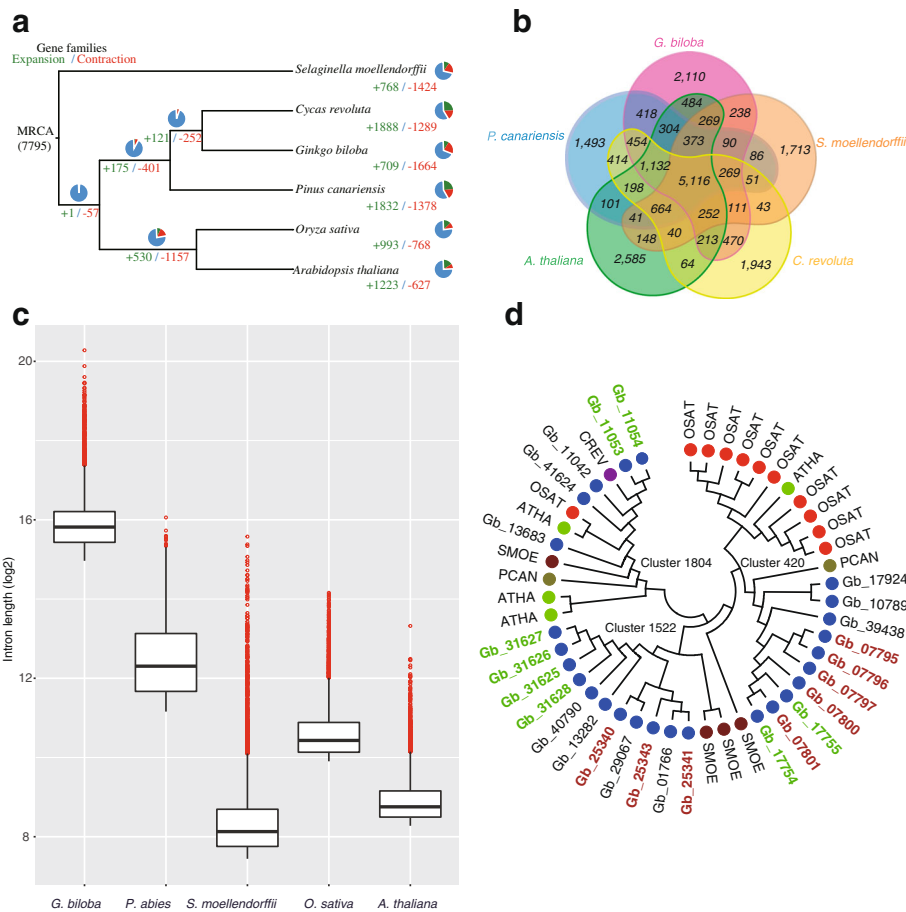 a
Gene families
Expansion / Contraction
MRCA
(7795)
Selaginella moellendorffii
+768 / -1424
Cycas revoluta
+1888 / -1289
+121 / -252
Ginkgo biloba
+709 / -1664
+175 / -401
Pinus canariensis
+1832 / -1378
+1 / -57
Oryza sativa
+993 / -768
+530 / -1157
Arabidopsis thaliana
+1223 / -627
b
G. biloba
P. canariensis
S. moellendorffii
A. thaliana
C. revoluta
2,110
484
418
304
269
238
1,493
454
373
90
86
1,713
414
1,132
5,116
269
51
198
101
41
664
252
111
43
148
40
213
470
2,585
64
1,943
c
Intron length (log2)
20
16
12
8
G. biloba
P. abies
S. moellendorffii
O. sativa
A. thaliana
d
Gb_11054
Gb_11053
CREV
Gb_11042
Gb_41624
OSAT
ATHA
Gb_13683
SMOE
PCAN
ATHA
ATHA
Gb_31627
Gb_31626
Gb_31625
Gb_31628
Gb_40790
Gb_13282
Gb_25340
Gb_29067
Gb_25343
Gb_01766
Gb_25341
SMOE
SMOE
SMOE
Gb_17754
Gb_07801
Gb_17755
Gb_07800
Gb_07797
Gb_07796
Gb_07795
Gb_39438
Gb_10789
Gb_17924
PCAN
OSAT
OSAT
OSAT
OSAT
ATHA
OSAT
OSAT
OSAT
OSAT
OSAT
OSAT
Cluster 1804
Cluster 420
Cluster 1522